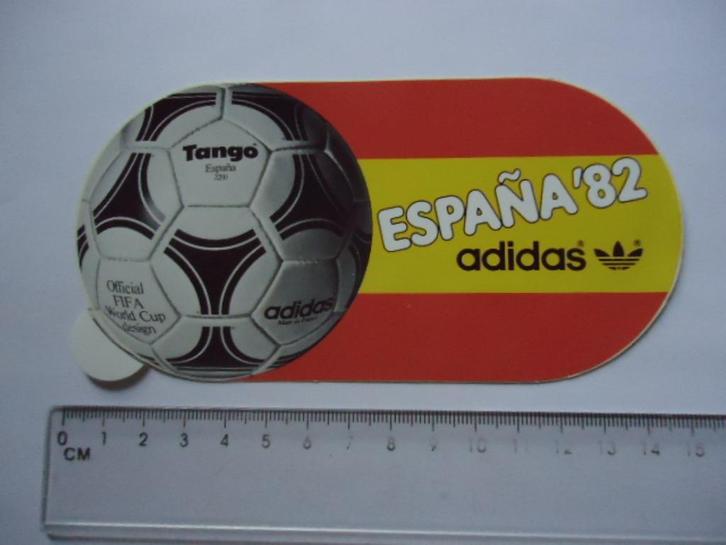 Tango
España
Official
FIFA
World Cup
design
adidas
ESPAÑA'82
adidas®
0 1 2 3 4 5 6 7 8 9 10 11 12 13 14 15
CM